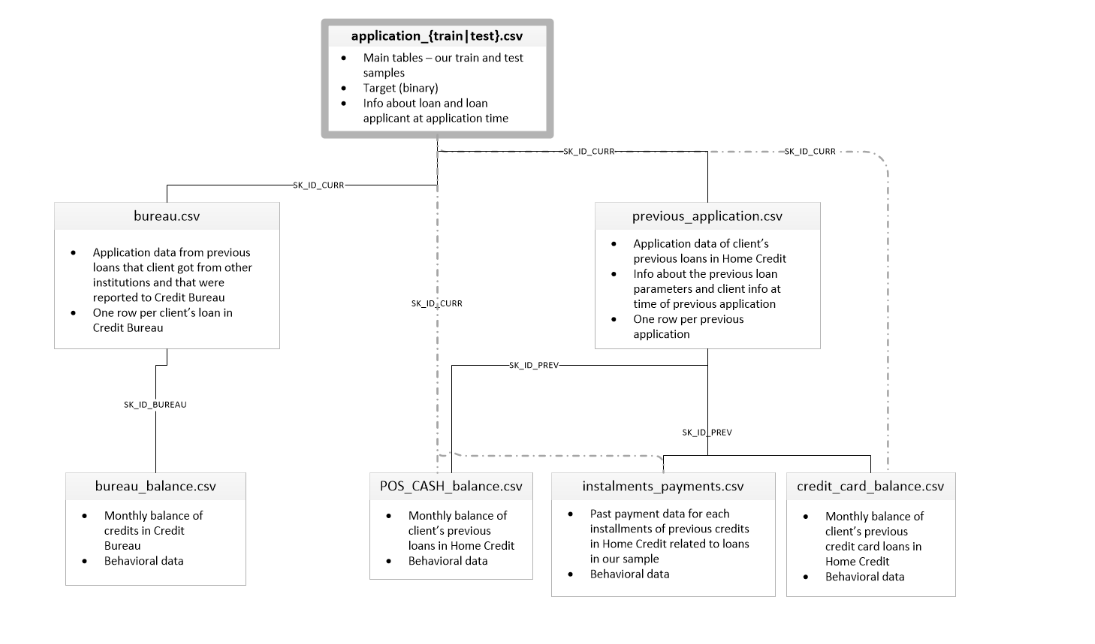 application_{train|test}.csv
• Main tables – our train and test
samples
• Target (binary)
• Info about loan and loan
applicant at application time
SK_ID_CURR
SK_ID_CURR
SK_ID_CURR
bureau.csv
• Application data from previous
loans that client got from other
institutions and that were
reported to Credit Bureau
• One row per client's loan in
Credit Bureau
previous_application.csv
• Application data of client's
previous loans in Home Credit
• Info about the previous loan
parameters and client info at
time of previous application
• One row per previous
application
SK_ID_CURR
SK_ID_PREV
SK_ID_BUREAU
SK_ID_PREV
bureau_balance.csv
• Monthly balance of
credits in Credit
Bureau
• Behavioral data
POS_CASH_balance.csv
• Monthly balance of
client's previous
loans in Home Credit
• Behavioral data
instalments_payments.csv
• Past payment data for each
installments of previous credits
in Home Credit related to loans
in our sample
• Behavioral data
credit_card_balance.csv
• Monthly balance of
client's previous
credit card loans in
Home Credit
• Behavioral data